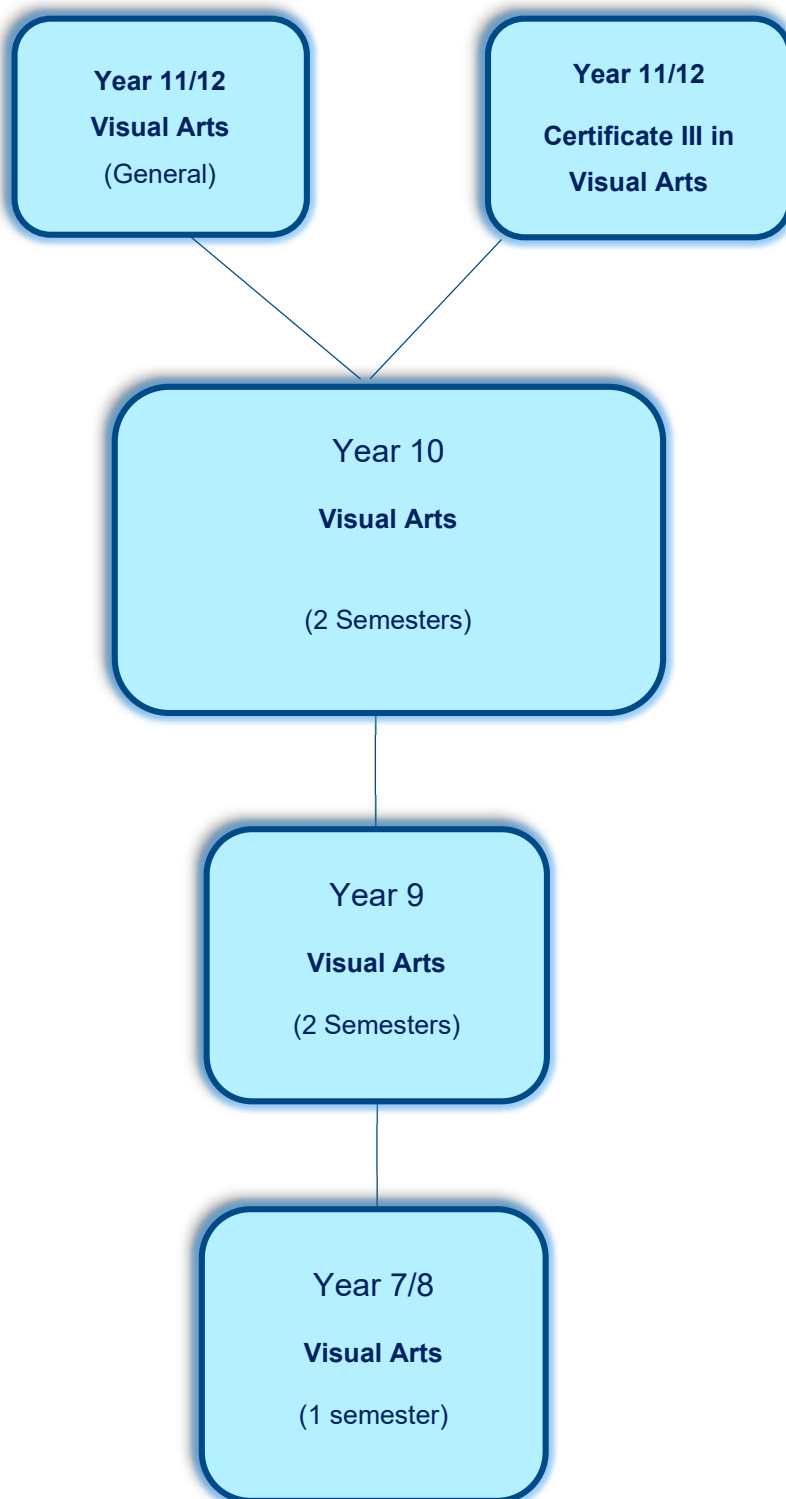 Year 11/12
Visual Arts
(General)
Year 11/12
Certificate III in
Visual Arts
Year 10
Visual Arts
(2 Semesters)
Year 9
Visual Arts
(2 Semesters)
Year 7/8
Visual Arts
(1 semester)